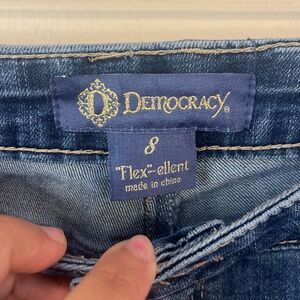 D DEMOCRACY®
8
"Flex"-ellent
made in china